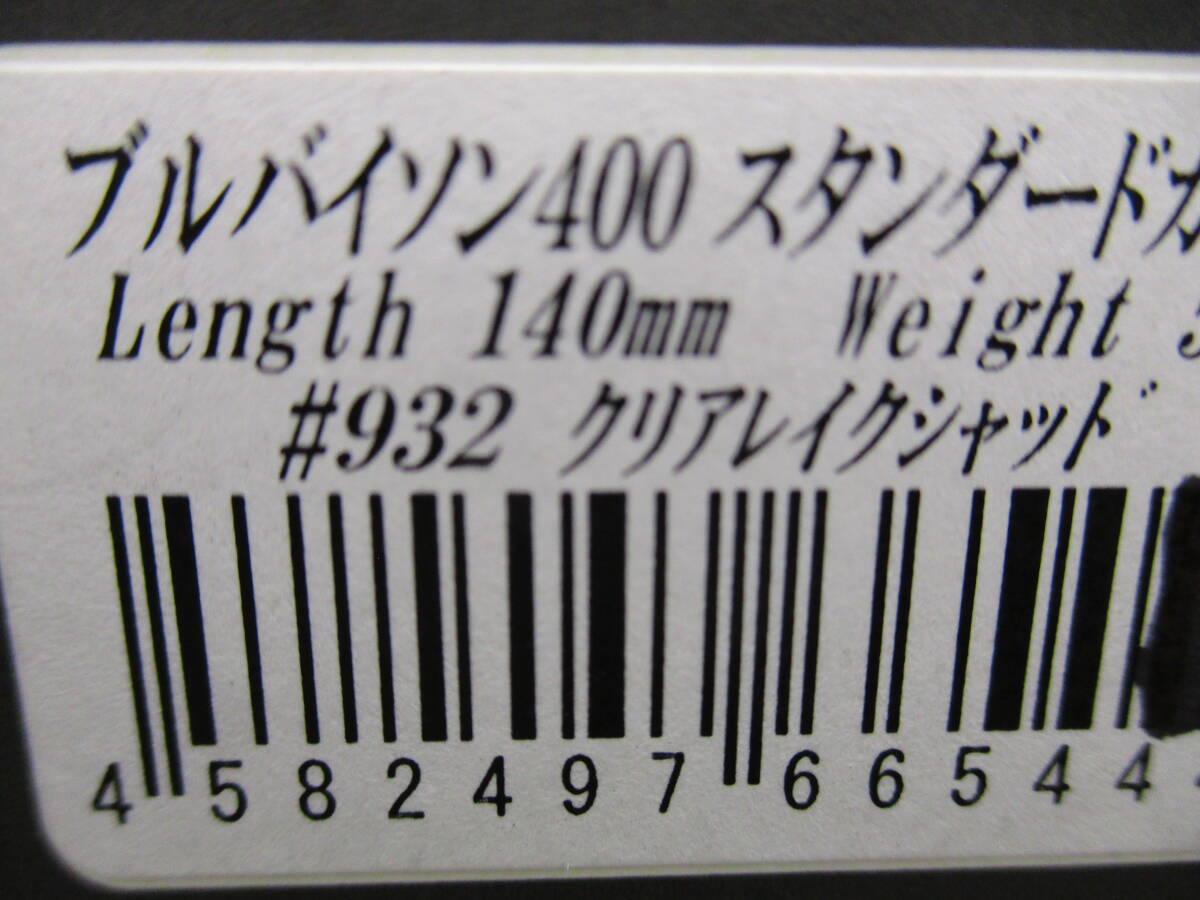 ブルバイソン400 スタンダードカ
Length 140mm Weight
#932 クリアレイクシャッド
4 582497 66544